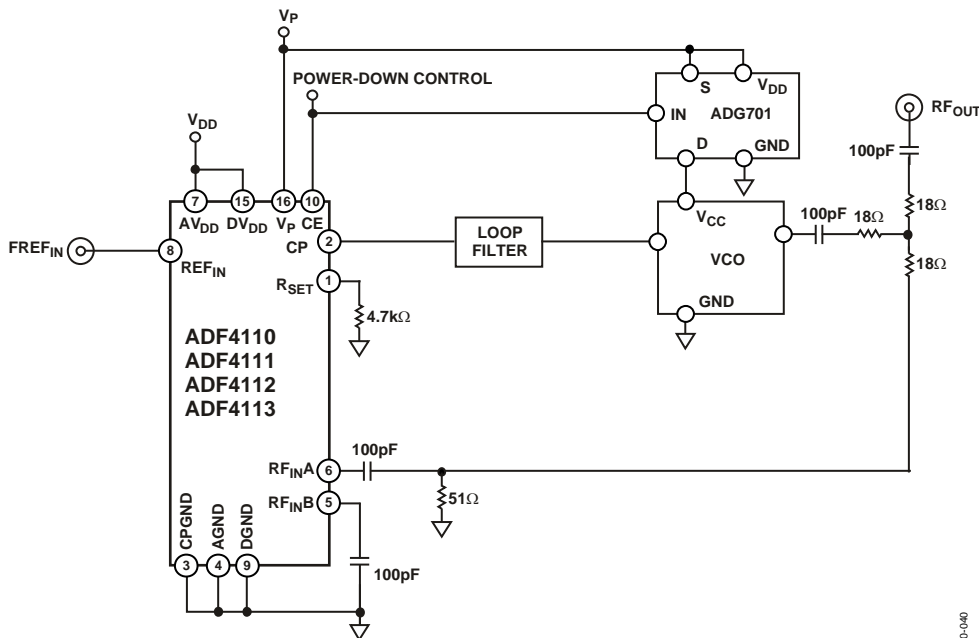 VP
POWER-DOWN CONTROL
VDD
S
VDD
IN
ADG701
D
GND
RFOUT
100pF
18Ω
7
15
16
10
AVDD
DVDD
VP
CE
CP
2
LOOP
FILTER
VCC
VCO
GND
100pF
18Ω
18Ω
FREFIN
8
REFIN
RSET
1
4.7kΩ
ADF4110
ADF4111
ADF4112
ADF4113
100pF
RFINA
6
51Ω
RFINB
5
CPGND
AGND
DGND
3
4
9
100pF
0-040